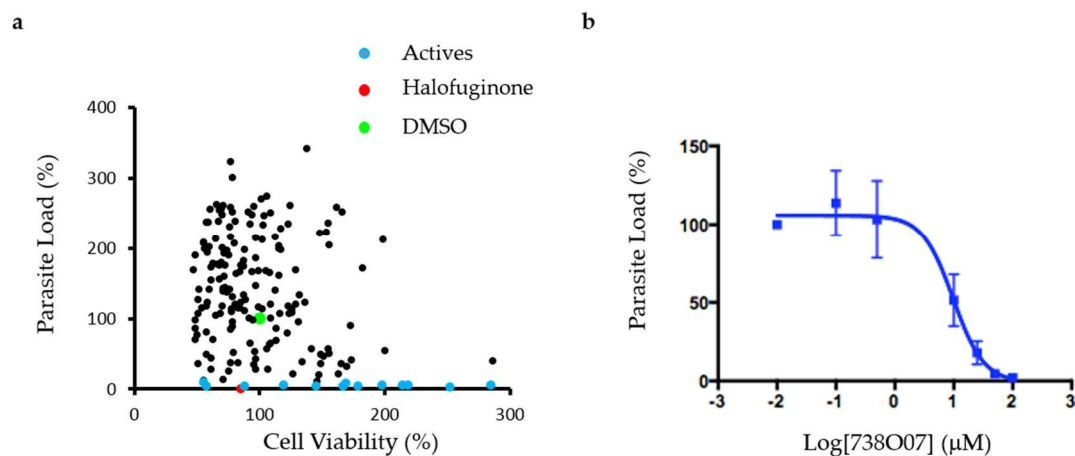 a
Actives
Halofuginone
DMSO
400
300
200
100
0
0 100 200 300
Parasite Load (%)
Cell Viability (%)
b
150
100
50
0
-3 -2 -1 0 1 2 3
Parasite Load (%)
Log[738O07] (μM)